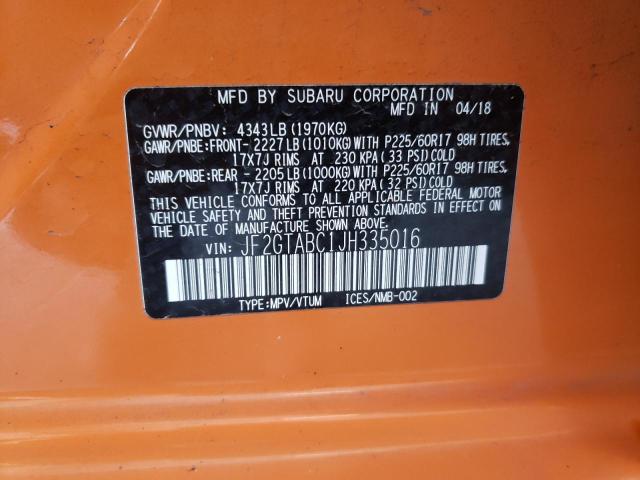 MFD BY SUBARU CORPORATION
MFD IN 04/18
GVWR/PNBV: 4343LB(1970KG)
GAWR/PNBE:FRONT- 2227LB(1010KG)WITH P225/60R17 98H TIRES,
17X7J RIMS AT 230 KPA(33 PSI)COLD
GAWR/PNBE:REAR - 2205LB(1000KG)WITH P225/60R17 98H TIRES,
17X7J RIMS AT 220 KPA(32 PSI)COLD
THIS VEHICLE CONFORMS TO ALL APPLICABLE FEDERAL MOTOR
VEHICLE SAFETY AND THEFT PREVENTION STANDARDS IN EFFECT ON
THE DATE OF MANUFACTURE SHOWN ABOVE.
VIN: JF2GTABC1JH335016
TYPE:MPV/VTUM ICES/NMB-002